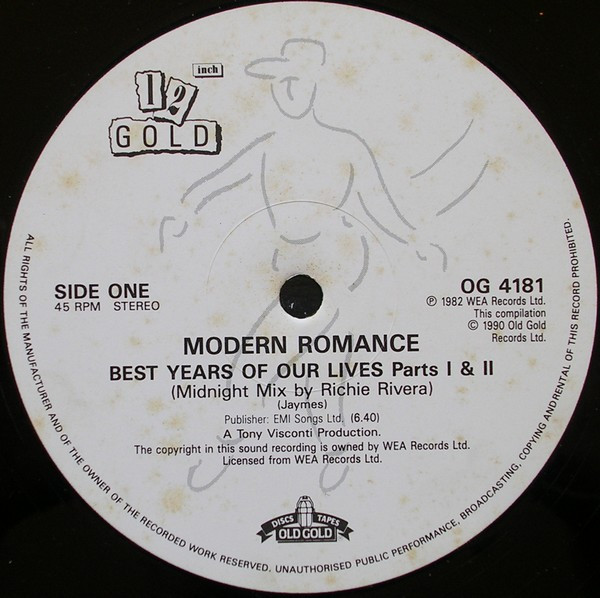 12 inch
GOLD
SIDE ONE
45 RPM STEREO
OG 4181
℗ 1982 WEA Records Ltd.
This compilation
© 1990 Old Gold
Records Ltd.
MODERN ROMANCE
BEST YEARS OF OUR LIVES Parts I & II
(Midnight Mix by Richie Rivera)
(Jaymes)
Publisher: EMI Songs Ltd. (6.40)
A Tony Visconti Production.
The copyright in this sound recording is owned by WEA Records Ltd.
Licensed from WEA Records Ltd.
DISCS TAPES
OLD GOLD
ALL RIGHTS OF THE MANUFACTURER AND OF THE OWNER OF THE RECORDED WORK RESERVED. UNAUTHORISED PUBLIC PERFORMANCE, BROADCASTING, COPYING AND RENTAL OF THIS RECORD PROHIBITED.